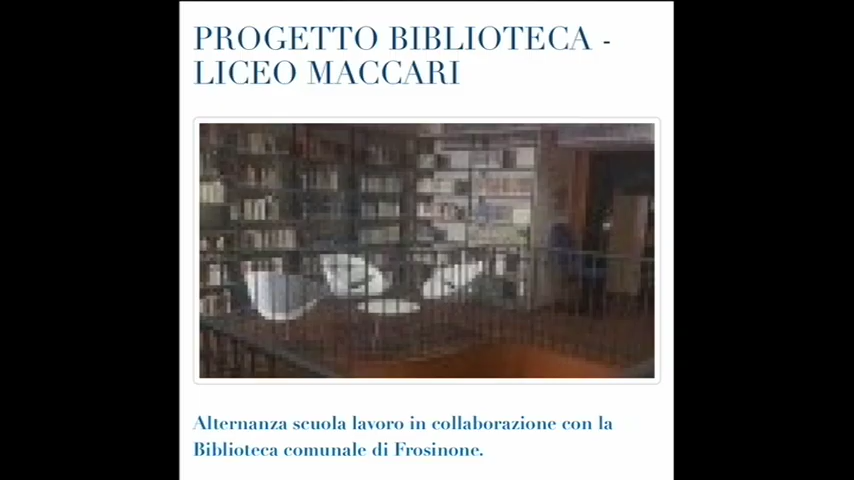 PROGETTO BIBLIOTECA -
LICEO MACCARI
Alternanza scuola lavoro in collaborazione con la
Biblioteca comunale di Frosinone.